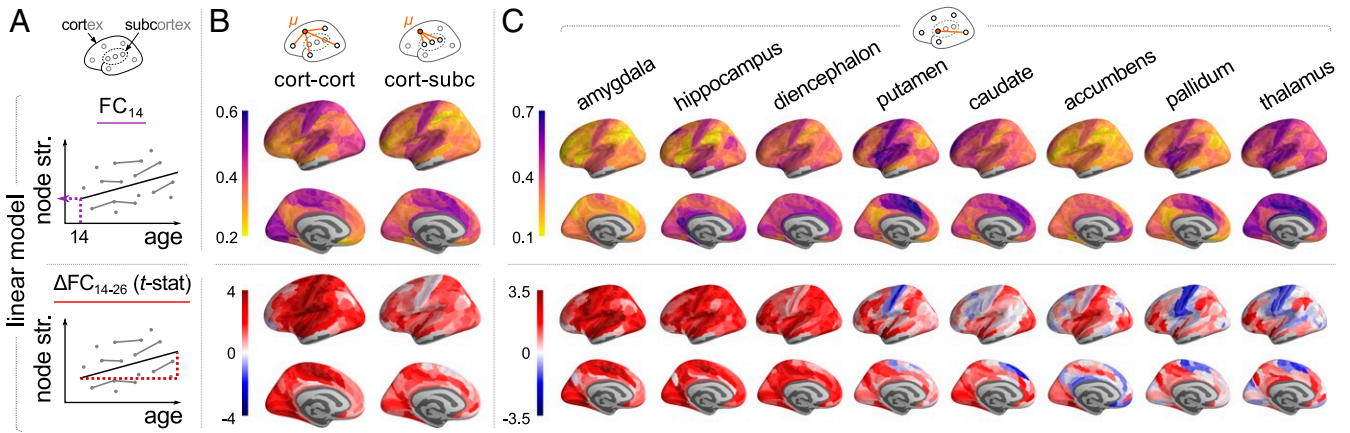 A
cortex
subcortex
linear model
FC14
node str.
14
age
ΔFC14-26 (t-stat)
node str.
age
B
μ
μ
cort-cort
cort-subc
0.6
0.4
0.2
4
0
-4
C
amygdala
hippocampus
diencephalon
putamen
caudate
accumbens
pallidum
thalamus
0.7
0.4
0.1
3.5
0
-3.5